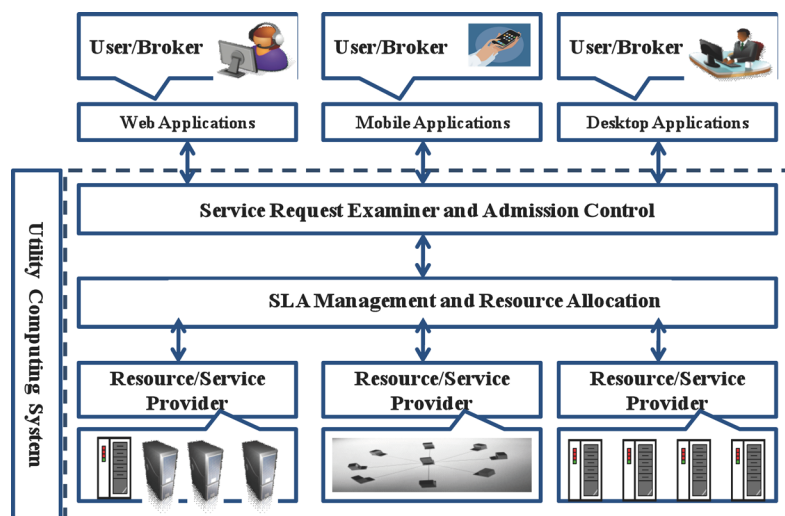 User/Broker
User/Broker
User/Broker
Web Applications
Mobile Applications
Desktop Applications
Utility Computing System
Service Request Examiner and Admission Control
SLA Management and Resource Allocation
Resource/Service
Provider
Resource/Service
Provider
Resource/Service
Provider